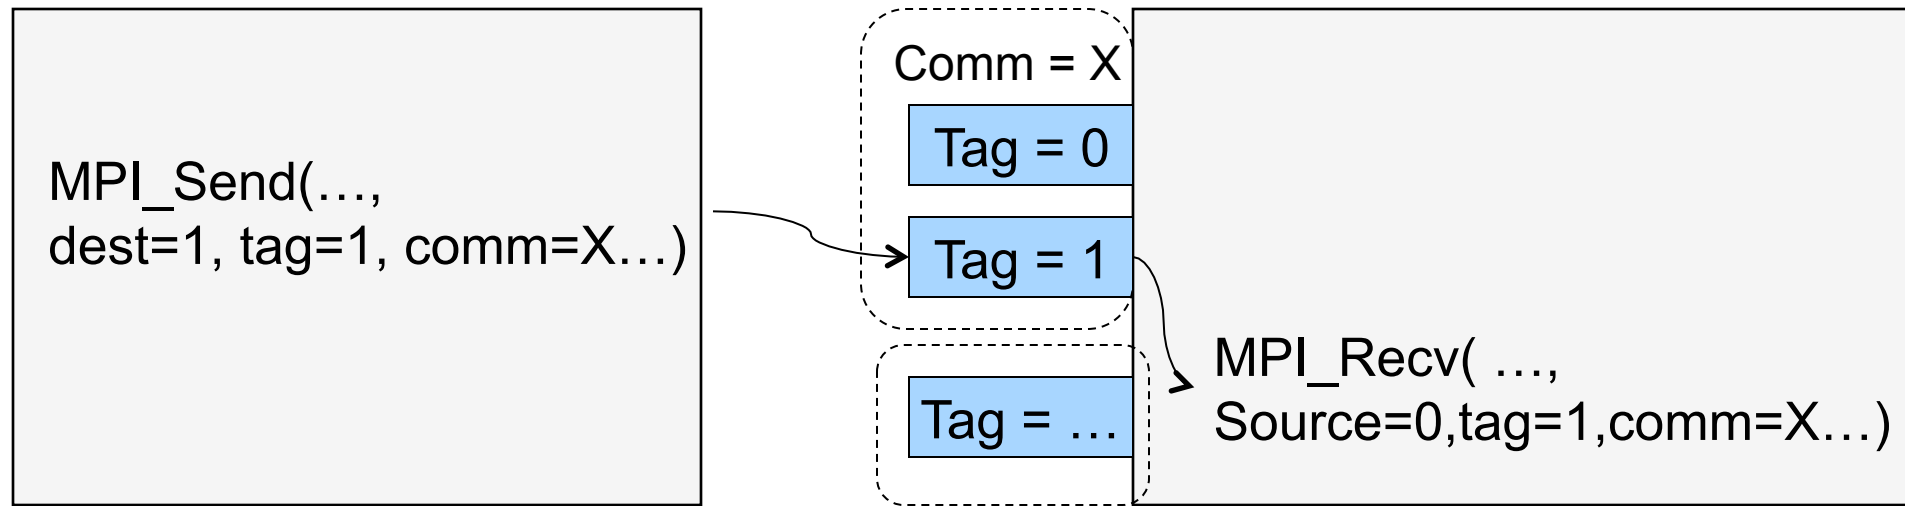 MPI_Send(…,
dest=1, tag=1, comm=X…)
Comm = X
Tag = 0
Tag = 1
Tag = …
MPI_Recv( …,
Source=0,tag=1,comm=X…)